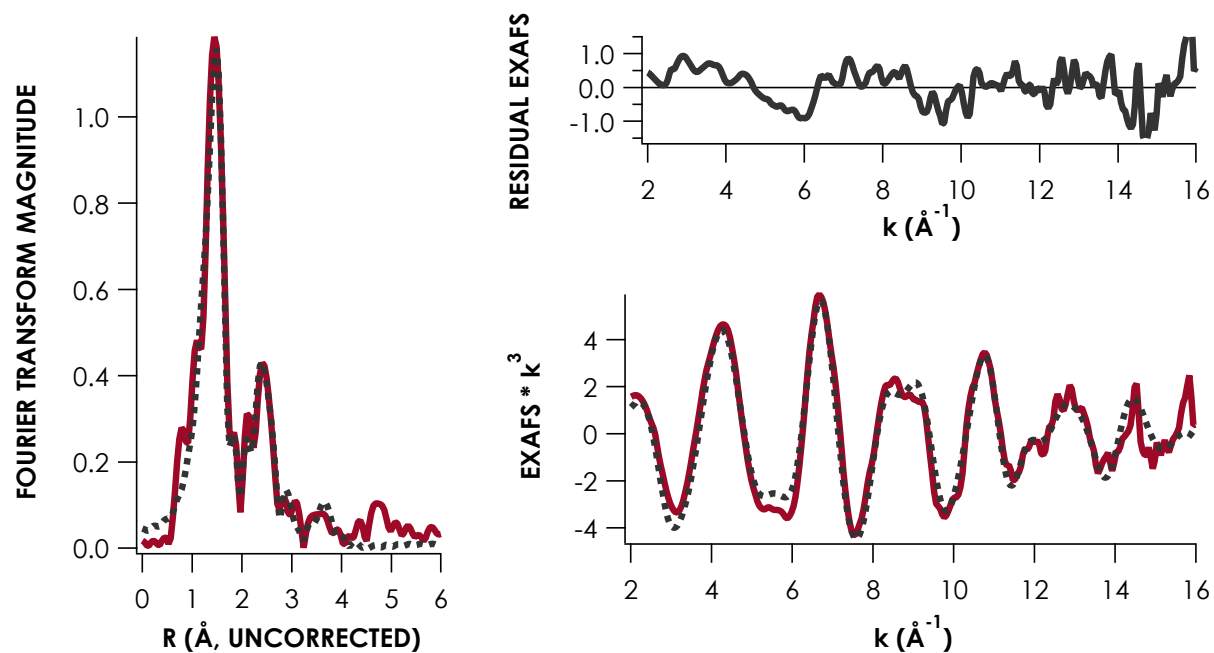 FOURIER TRANSFORM MAGNITUDE
1.0
0.8
0.6
0.4
0.2
0.0
0 1 2 3 4 5 6
R (Å, UNCORRECTED)
RESIDUAL EXAFS
1.0
0.0
-1.0
2 4 6 8 10 12 14 16
k (Å⁻¹)
EXAFS * k³
4
2
0
-2
-4
2 4 6 8 10 12 14 16
k (Å⁻¹)